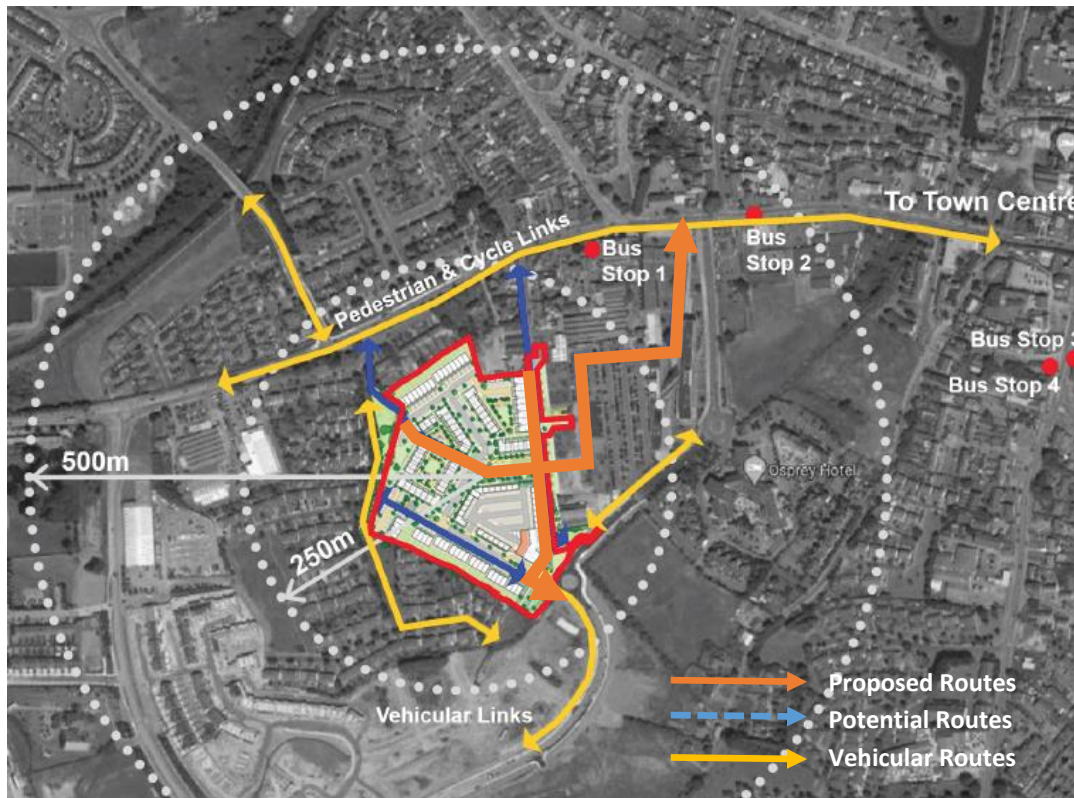 To Town Centre
Pedestrian & Cycle Links
Bus
Stop 1
Bus
Stop 2
Bus Stop 3
Bus Stop 4
500m
Osprey Hotel
250m
Vehicular Links
Proposed Routes
Potential Routes
Vehicular Routes